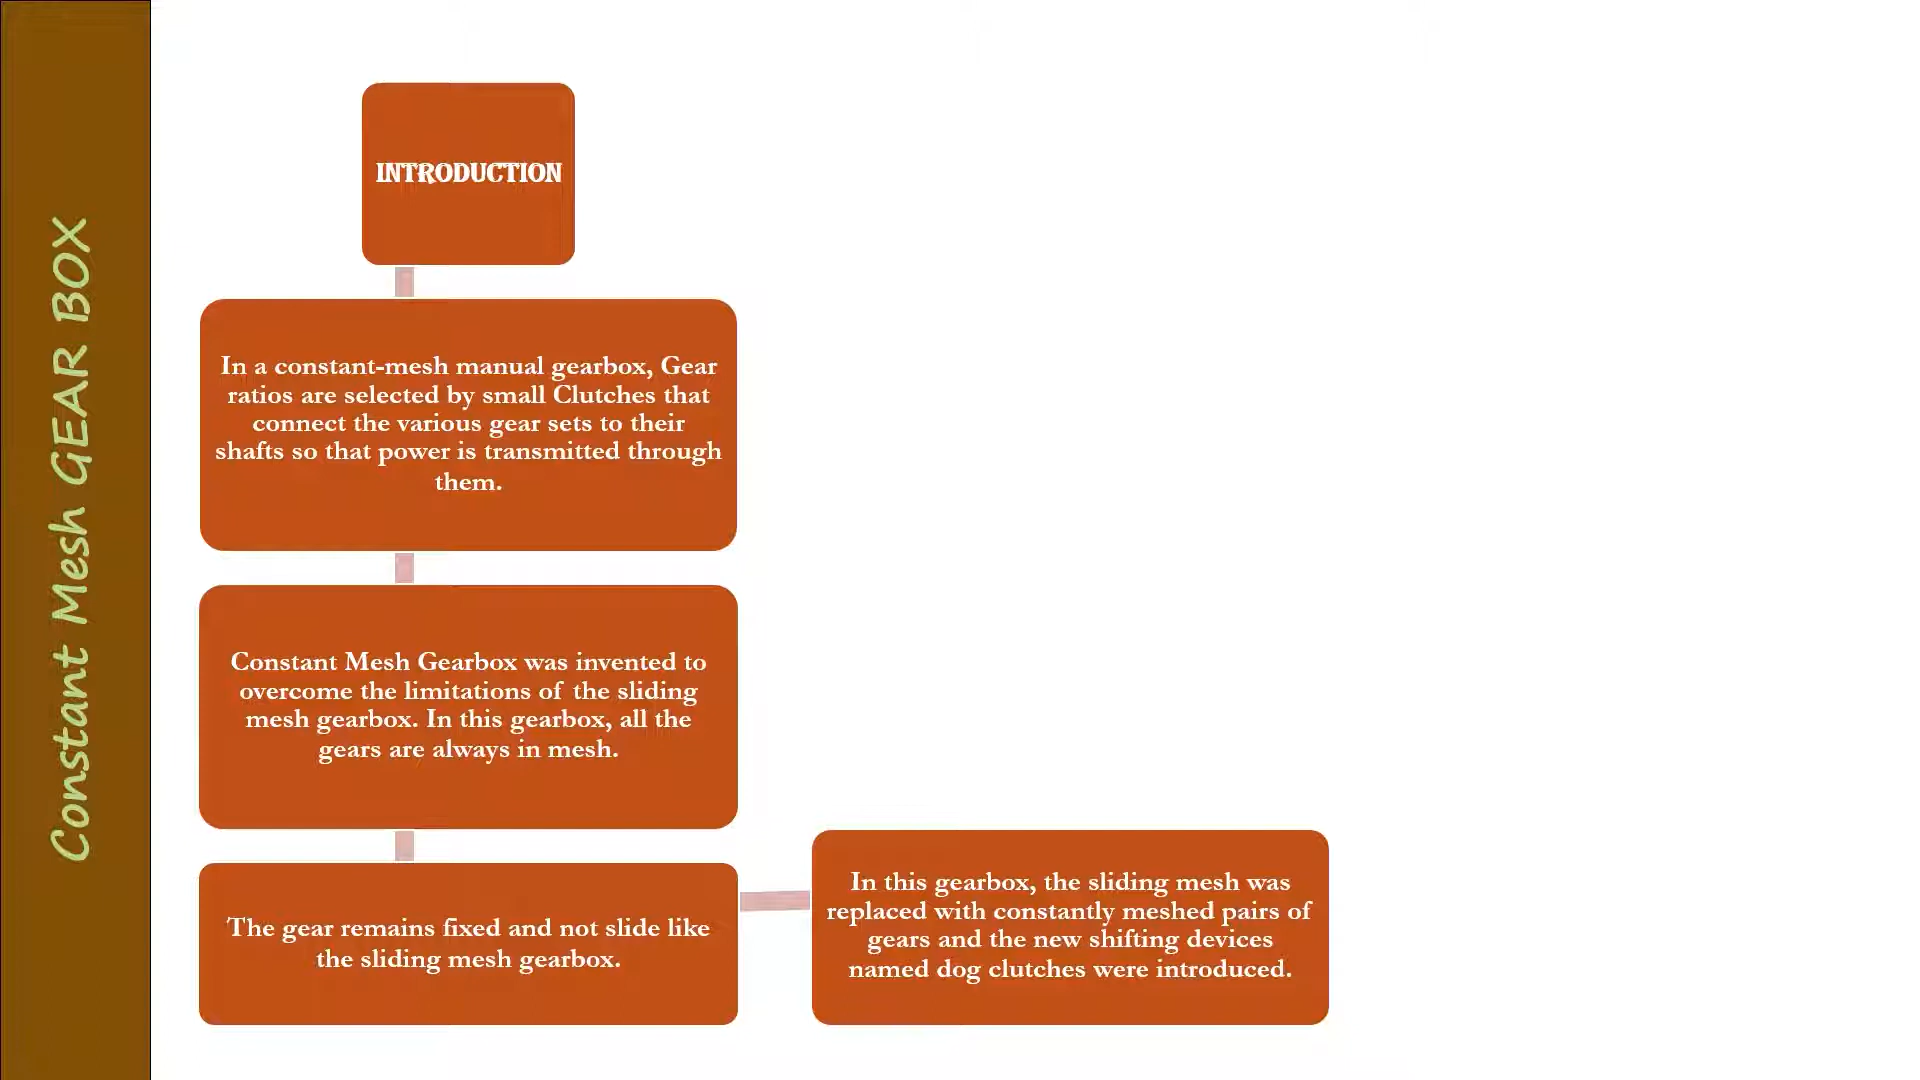 Constant Mesh GEAR BOX
INTRODUCTION
In a constant-mesh manual gearbox, Gear
ratios are selected by small Clutches that
connect the various gear sets to their
shafts so that power is transmitted through
them.
Constant Mesh Gearbox was invented to
overcome the limitations of the sliding
mesh gearbox. In this gearbox, all the
gears are always in mesh.
The gear remains fixed and not slide like
the sliding mesh gearbox.
In this gearbox, the sliding mesh was
replaced with constantly meshed pairs of
gears and the new shifting devices
named dog clutches were introduced.